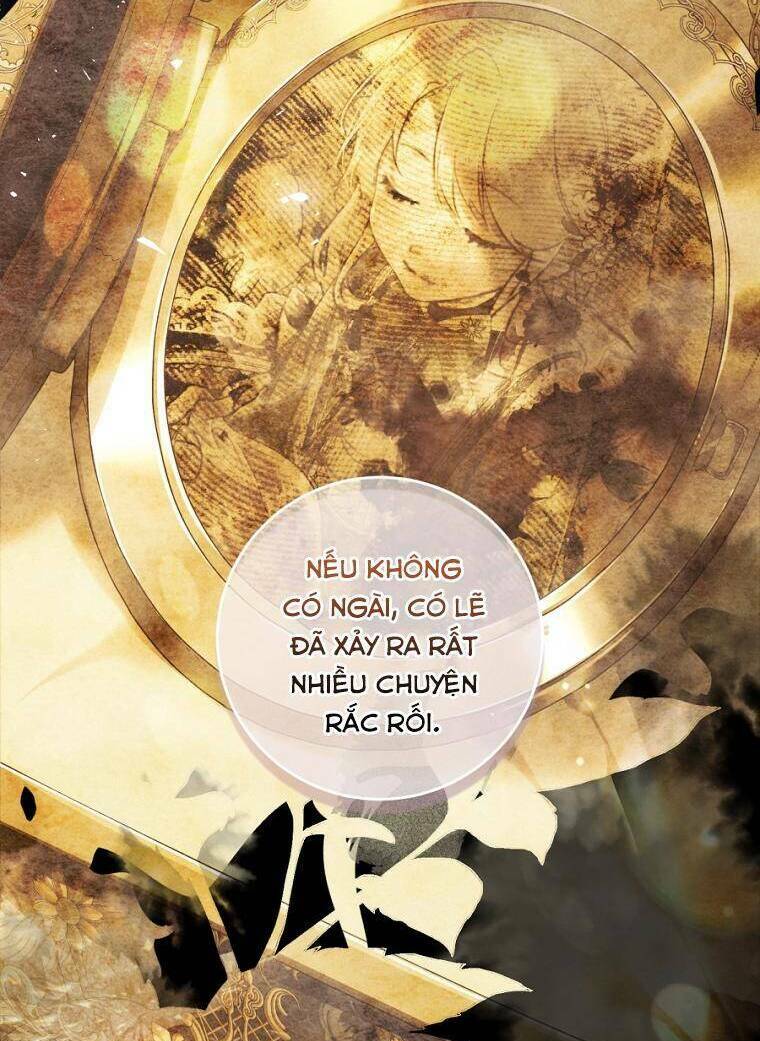 NẾU KHÔNG
CÓ NGÀI, CÓ LẼ
ĐÃ XẢY RA RẤT
NHIỀU CHUYỆN
RẮC RỐI.